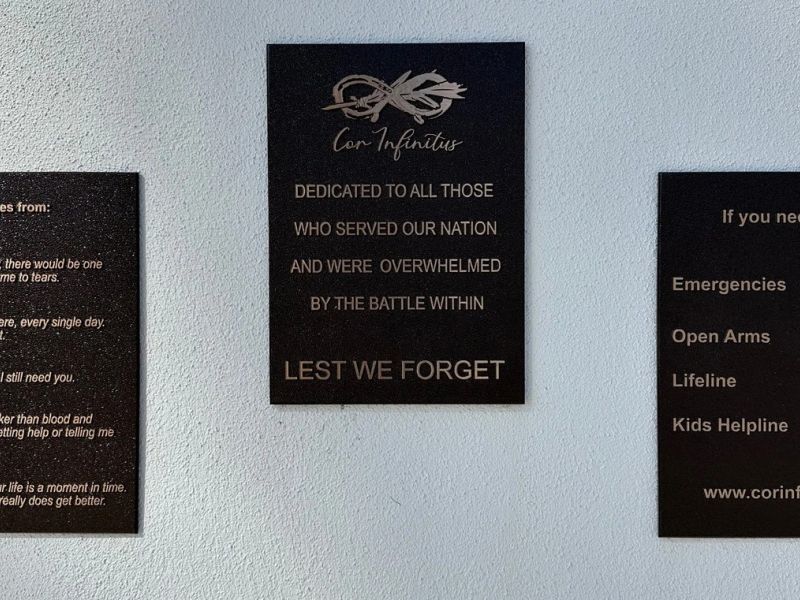 es from:
, there would be one
me to tears.
ere, every single day.
t.
I still need you.
ker than blood and
etting help or telling me
ur life is a moment in time.
really does get better.
Cor Infinitus
DEDICATED TO ALL THOSE
WHO SERVED OUR NATION
AND WERE OVERWHELMED
BY THE BATTLE WITHIN
LEST WE FORGET
If you nee
Emergencies
Open Arms
Lifeline
Kids Helpline
www.corinf